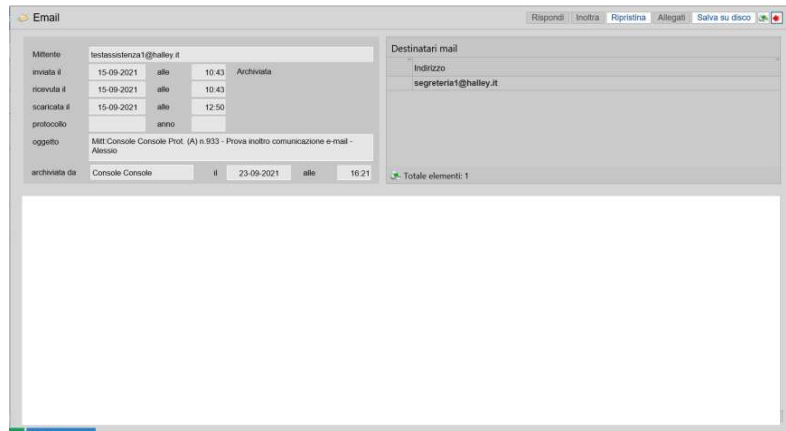 Email
Rispondi Inoltra Ripristina Allegati Salva su disco
Mittente testassistenza1@halley.it
inviata il 15-09-2021 alle 10:43 Archiviata
ricevuta il 15-09-2021 alle 10:43
scaricata il 15-09-2021 alle 12:50
protocollo anno
oggetto Mitt:Console Console Prot. (A) n.933 - Prova inoltro comunicazione e-mail -
Alessio
archiviata da Console Console il 23-09-2021 alle 16:21
Destinatari mail
Indirizzo
segreteria1@halley.it
Totale elementi: 1